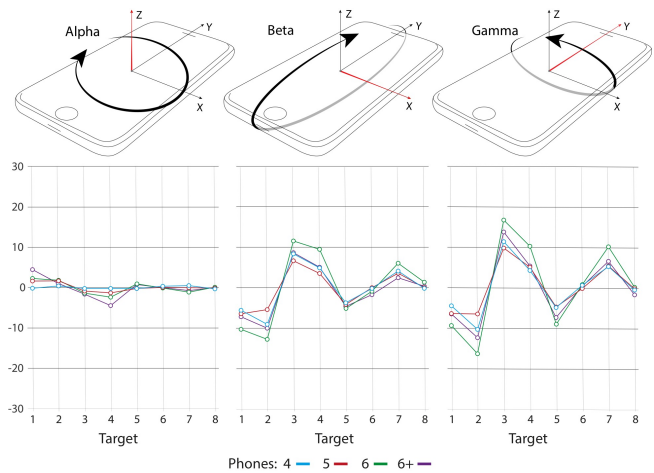 Alpha Z Y X
Beta Z Y X
Gamma Z Y X
30
20
10
0
-10
-20
-30
1 2 3 4 5 6 7 8
1 2 3 4 5 6 7 8
1 2 3 4 5 6 7 8
Target Target Target
Phones: 4 5 6 6+